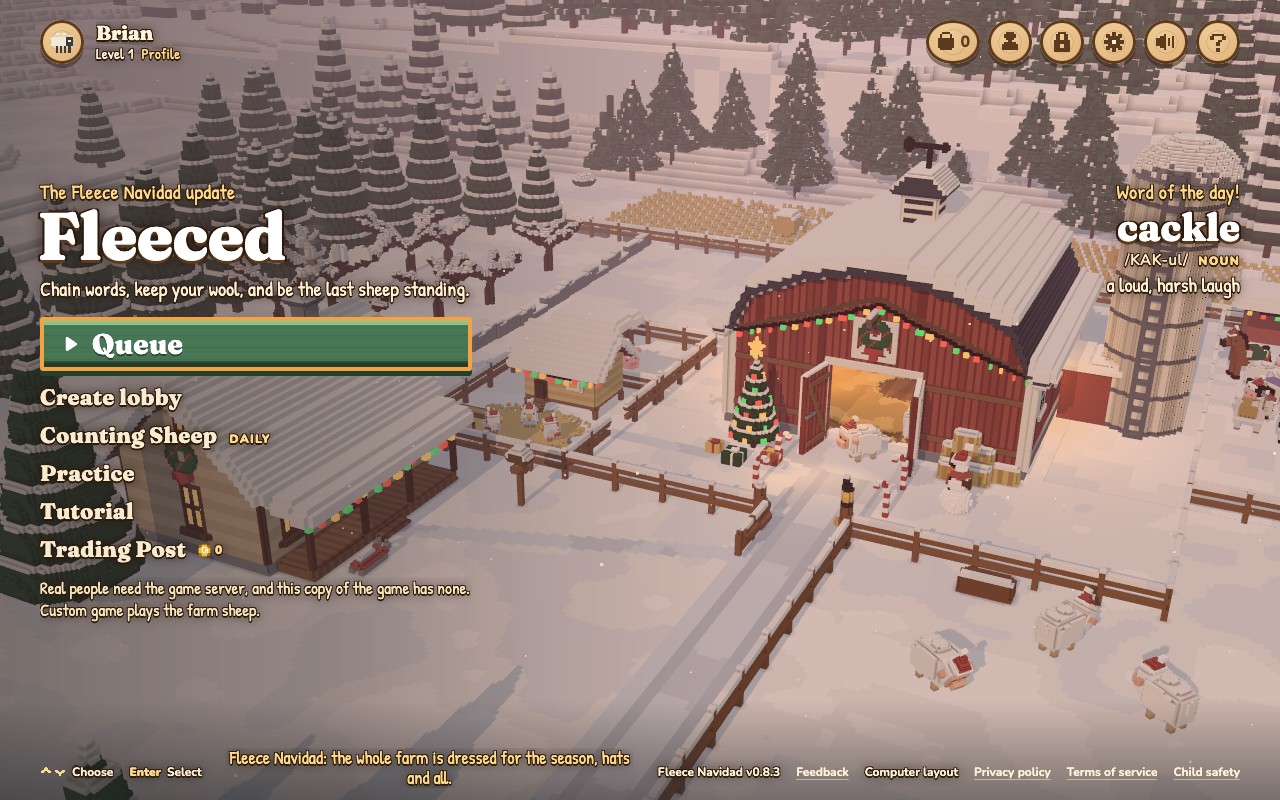 Brian
Level 1 Profile
0
?
The Fleece Navidad update
Fleeced
Chain words, keep your wool, and be the last sheep standing.
Queue
Create lobby
Counting Sheep DAILY
Practice
Tutorial
Trading Post 0
Real people need the game server, and this copy of the game has none.
Custom game plays the farm sheep.
Word of the day!
cackle
/KAK-ul/ NOUN
a loud, harsh laugh
Choose Enter Select
Fleece Navidad: the whole farm is dressed for the season, hats
and all.
Fleece Navidad v0.8.3 Feedback Computer layout Privacy policy Terms of service Child safety